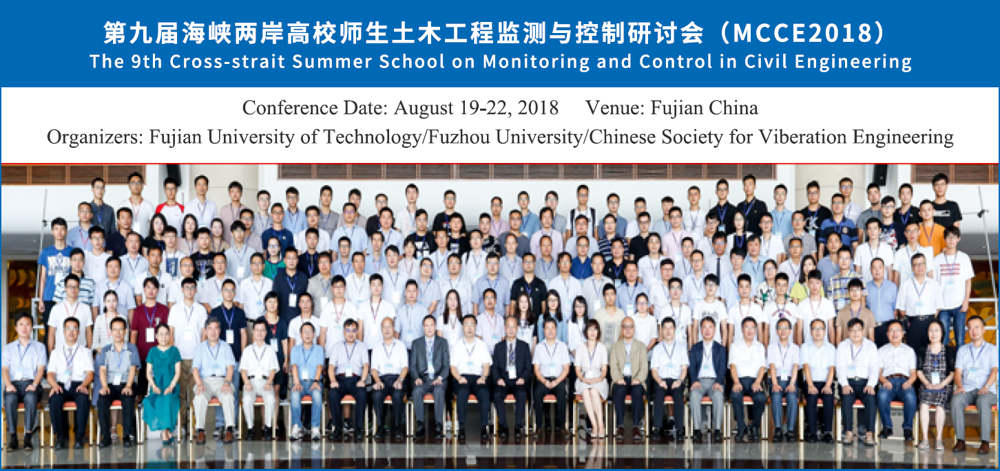 第九届海峡两岸高校师生土木工程监测与控制研讨会（MCCE2018）
The 9th Cross-strait Summer School on Monitoring and Control in Civil Engineering
Conference Date: August 19-22, 2018 Venue: Fujian China
Organizers: Fujian University of Technology/Fuzhou University/Chinese Society for Viberation Engineering